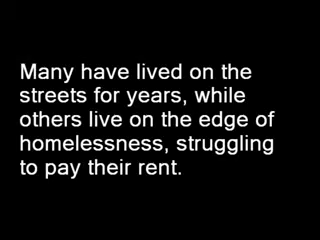 Many have lived on the
streets for years, while
others live on the edge of
homelessness, struggling
to pay their rent.